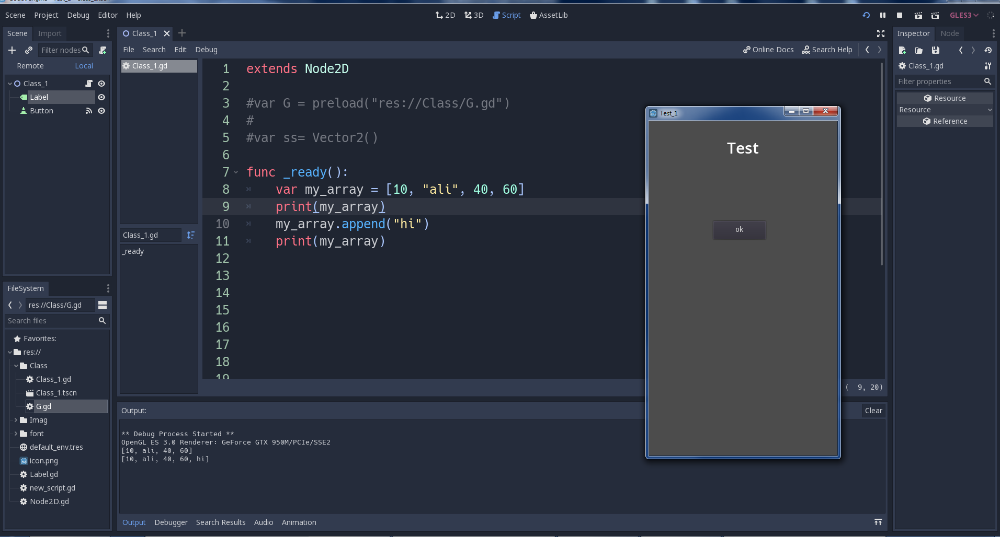 Scene Project Debug Editor Help
2D 3D Script AssetLib
GLES3
Scene Import
Filter nodes
Remote Local
Class_1
Label
Button
FileSystem
res://Class/G.gd
Search files
Favorites:
res://
Class
Class_1.gd
Class_1.tscn
G.gd
Imag
font
default_env.tres
icon.png
Label.gd
new_script.gd
Node2D.gd
Class_1
File Search Edit Debug
Online Docs Search Help
Class_1.gd
Class_1.gd
_ready
1 extends Node2D
2
3 #var G = preload("res://Class/G.gd")
4 #
5 #var ss= Vector2()
6
7 func _ready():
8 var my_array = [10, "ali", 40, 60]
9 print(my_array)
10 my_array.append("hi")
11 print(my_array)
12
13
14
15
16
17
18
19
( 9, 20)
Test_1
Test
ok
Output:
Clear
** Debug Process Started **
OpenGL ES 3.0 Renderer: GeForce GTX 950M/PCIe/SSE2
[10, ali, 40, 60]
[10, ali, 40, 60, hi]
Output Debugger Search Results Audio Animation
Inspector Node
Class_1.gd
Filter properties
Resource
Resource
Reference